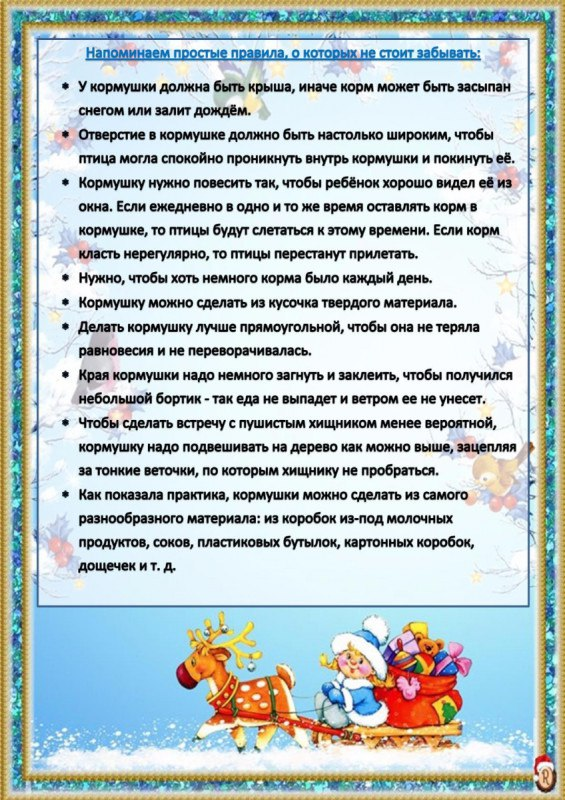 Напоминаем простые правила, о которых не стоит забывать:
✷ У кормушки должна быть крыша, иначе корм может быть засыпан
снегом или залит дождём.
✷ Отверстие в кормушке должно быть настолько широким, чтобы
птица могла спокойно проникнуть внутрь кормушки и покинуть её.
✷ Кормушку нужно повесить так, чтобы ребёнок хорошо видел её из
окна. Если ежедневно в одно и то же время оставлять корм в
кормушке, то птицы будут слетаться к этому времени. Если корм
класть нерегулярно, то птицы перестанут прилетать.
✷ Нужно, чтобы хоть немного корма было каждый день.
✷ Кормушку можно сделать из кусочка твердого материала.
✷ Делать кормушку лучше прямоугольной, чтобы она не теряла
равновесия и не переворачивалась.
✷ Края кормушки надо немного загнуть и заклеить, чтобы получился
небольшой бортик - так еда не выпадет и ветром ее не унесет.
✷ Чтобы сделать встречу с пушистым хищником менее вероятной,
кормушку надо подвешивать на дерево как можно выше, зацепляя
за тонкие веточки, по которым хищнику не пробраться.
✷ Как показала практика, кормушки можно сделать из самого
разнообразного материала: из коробок из-под молочных
продуктов, соков, пластиковых бутылок, картонных коробок,
дощечек и т. д.
R